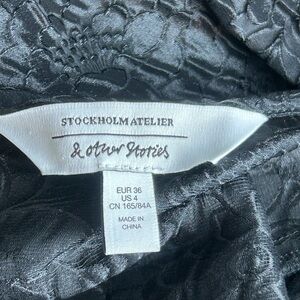 STOCKHOLM ATELIER
& other Stories
EUR 36
US 4
CN 165/84A
MADE IN
CHINA